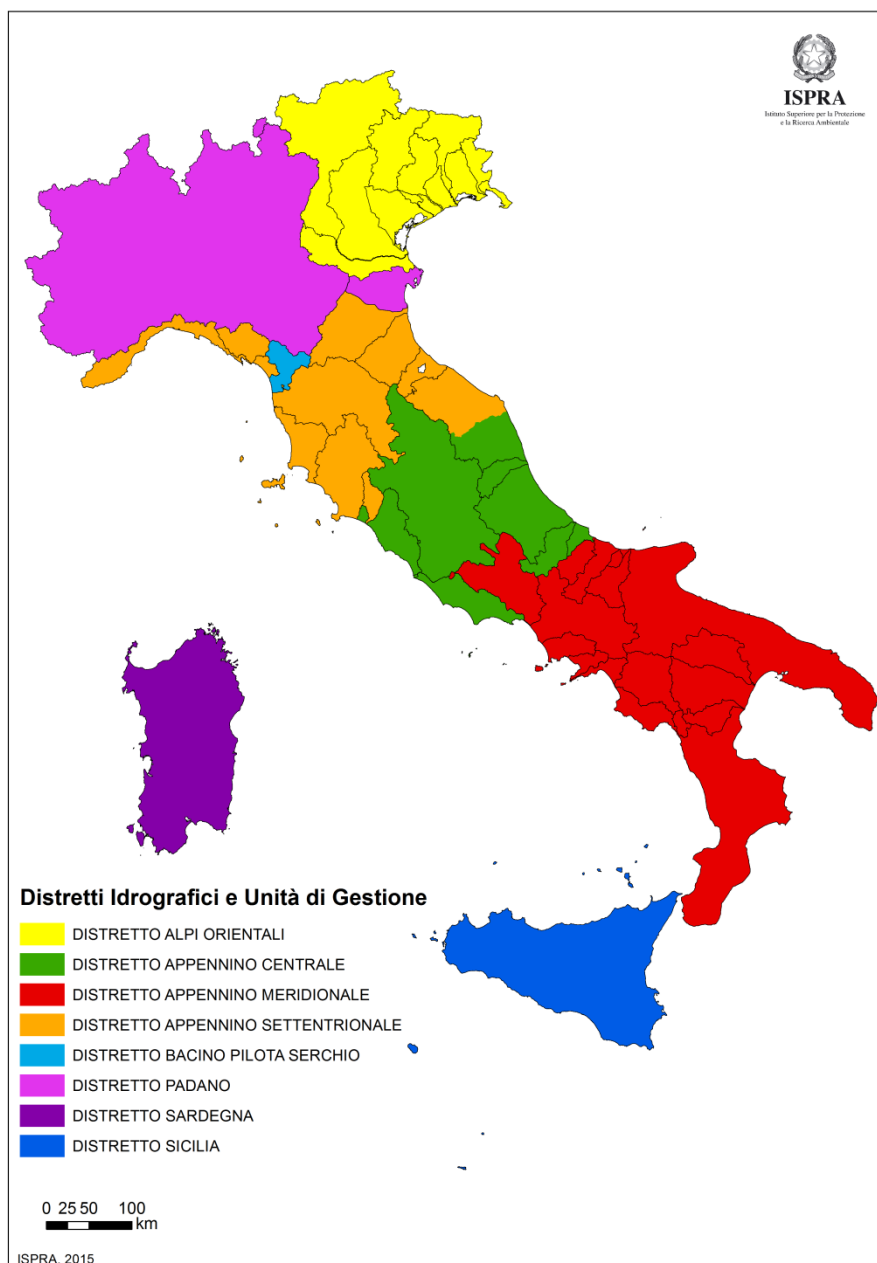 ISPRA
Istituto Superiore per la Protezione
e la Ricerca Ambientale
Distretti Idrografici e Unità di Gestione
DISTRETTO ALPI ORIENTALI
DISTRETTO APPENNINO CENTRALE
DISTRETTO APPENNINO MERIDIONALE
DISTRETTO APPENNINO SETTENTRIONALE
DISTRETTO BACINO PILOTA SERCHIO
DISTRETTO PADANO
DISTRETTO SARDEGNA
DISTRETTO SICILIA
0 25 50 100
km
ISPRA, 2015